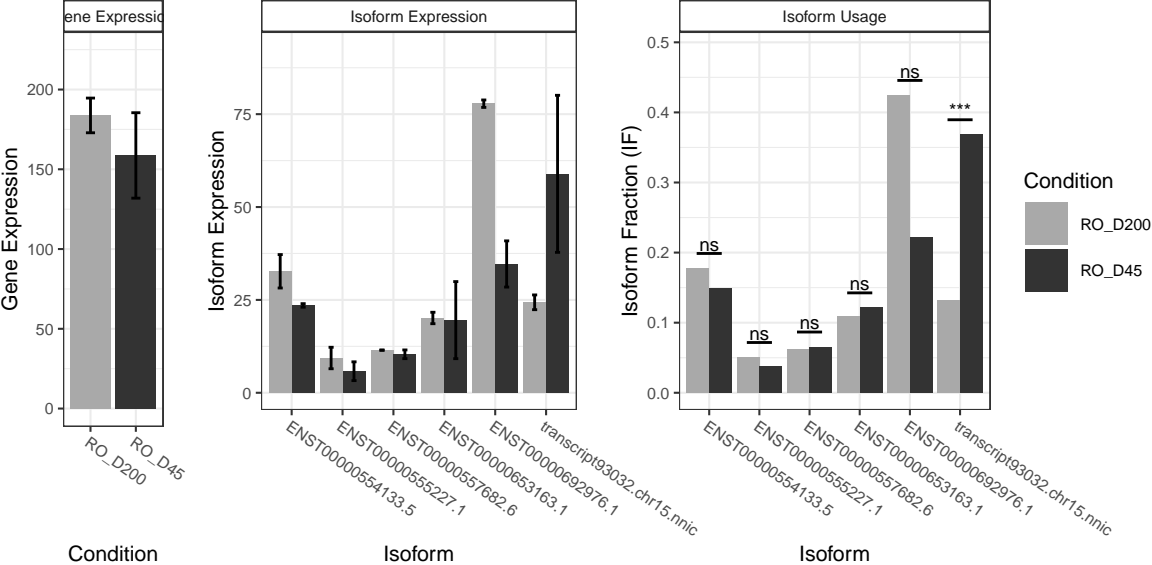 ene Expressio
Gene Expression
200
150
100
50
0
RO_D200
RO_D45
Condition
Isoform Expression
Isoform Expression
75
50
25
0
ENST00000554133.5
ENST00000555227.1
ENST00000557682.6
ENST00000653163.1
ENST00000692976.1
transcript93032.chr15.nnic
Isoform
Isoform Usage
Isoform Fraction (IF)
0.5
0.4
0.3
0.2
0.1
0.0
ns
ns
ns
ns
ns
***
ENST00000554133.5
ENST00000555227.1
ENST00000557682.6
ENST00000653163.1
ENST00000692976.1
transcript93032.chr15.nnic
Isoform
Condition
RO_D200
RO_D45